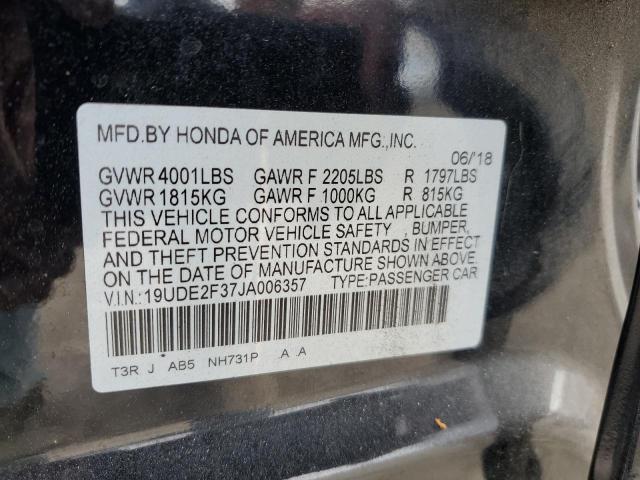 MFD.BY HONDA OF AMERICA MFG.,INC.
06/'18
GVWR 4001LBS GAWR F 2205LBS R 1797LBS
GVWR 1815KG GAWR F 1000KG R 815KG
THIS VEHICLE CONFORMS TO ALL APPLICABLE
FEDERAL MOTOR VEHICLE SAFETY , BUMPER,
AND THEFT PREVENTION STANDARDS IN EFFECT
ON THE DATE OF MANUFACTURE SHOWN ABOVE.
V.I.N.:19UDE2F37JA006357 TYPE:PASSENGER CAR
T3R J AB5 NH731P .A .A